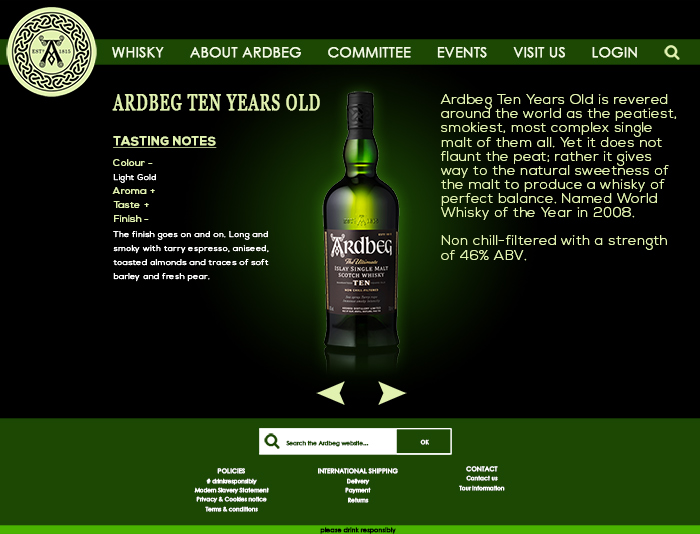 EST° 1815
WHISKY ABOUT ARDBEG COMMITTEE EVENTS VISIT US LOGIN
ARDBEG TEN YEARS OLD
TASTING NOTES
Colour -
Light Gold
Aroma +
Taste +
Finish -
The finish goes on and on. Long and
smoky with tarry espresso, aniseed,
toasted almonds and traces of soft
barley and fresh pear.
ARDBEG
The Ultimate
ISLAY SINGLE MALT
SCOTCH WHISKY
TEN
NON CHILL-FILTERED
Ardbeg Ten Years Old is revered
around the world as the peatiest,
smokiest, most complex single
malt of them all. Yet it does not
flaunt the peat; rather it gives
way to the natural sweetness of
the malt to produce a whisky of
perfect balance. Named World
Whisky of the Year in 2008.
Non chill-filtered with a strength
of 46% ABV.
Search the Ardbeg website... OK
POLICIES
# drinkresponsibly
Modern Slavery Statement
Privacy & Cookies notice
Terms & conditions
INTERNATIONAL SHIPPING
Delivery
Payment
Returns
CONTACT
Contact us
Tour Information
please drink responsibly